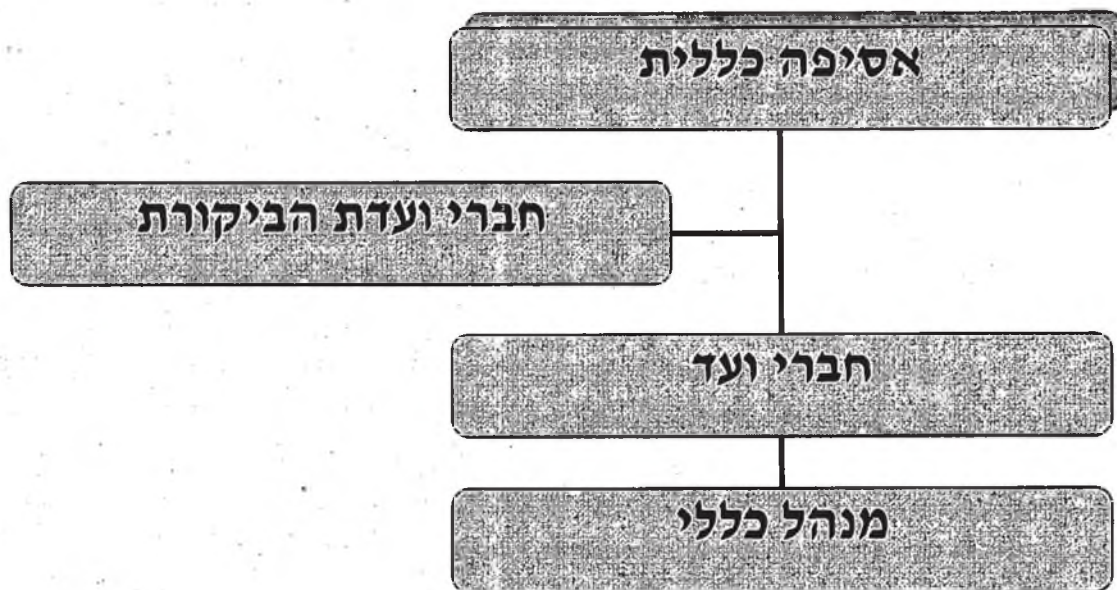 אסיפה כללית
חברי ועדת הביקורת
חברי ועד
מנהל כללי